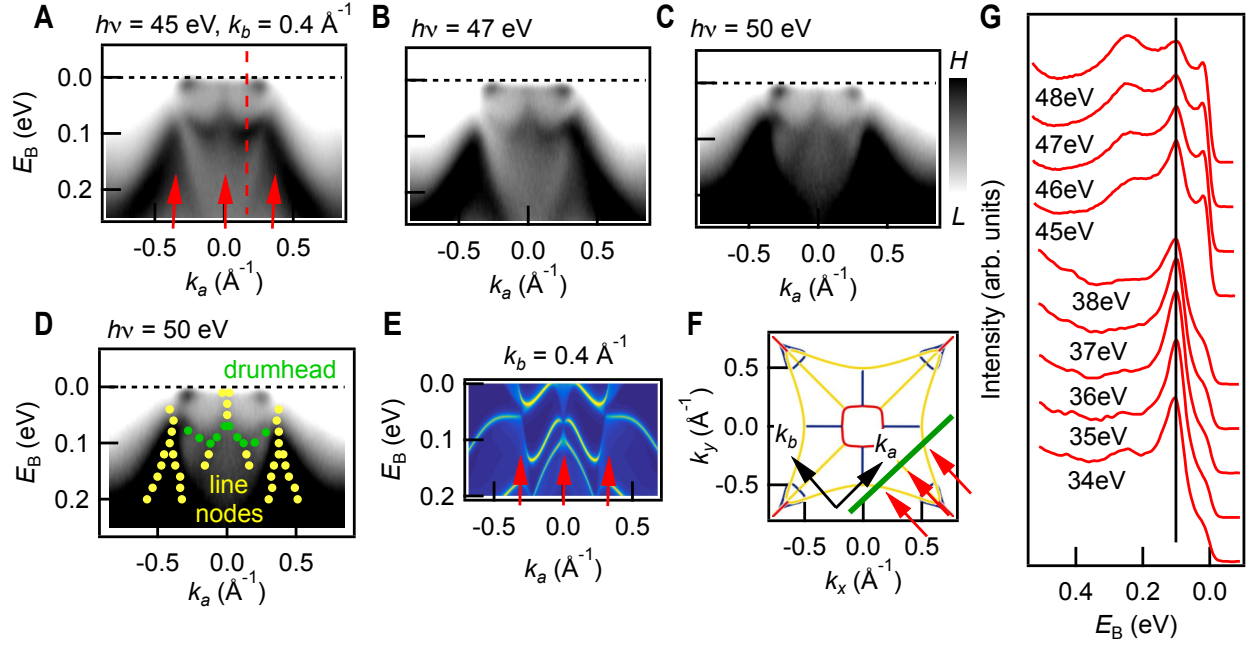 A
hν = 45 eV, k_b = 0.4 Å⁻¹
E_B (eV)
0.0
0.1
0.2
-0.5
0.0
0.5
k_a (Å⁻¹)
B
hν = 47 eV
-0.5
0.0
0.5
k_a (Å⁻¹)
C
hν = 50 eV
H
L
-0.5
0.0
0.5
k_a (Å⁻¹)
D
hν = 50 eV
drumhead
line
nodes
E_B (eV)
0.0
0.1
0.2
-0.5
0.0
0.5
k_a (Å⁻¹)
E
k_b = 0.4 Å⁻¹
E_B (eV)
0.0
0.1
0.2
-0.5
0.0
0.5
k_a (Å⁻¹)
F
k_y (Å⁻¹)
0.5
0.0
-0.5
k_b
k_a
-0.5
0.0
0.5
k_x (Å⁻¹)
G
Intensity (arb. units)
48eV
47eV
46eV
45eV
38eV
37eV
36eV
35eV
34eV
0.4
0.2
0.0
E_B (eV)